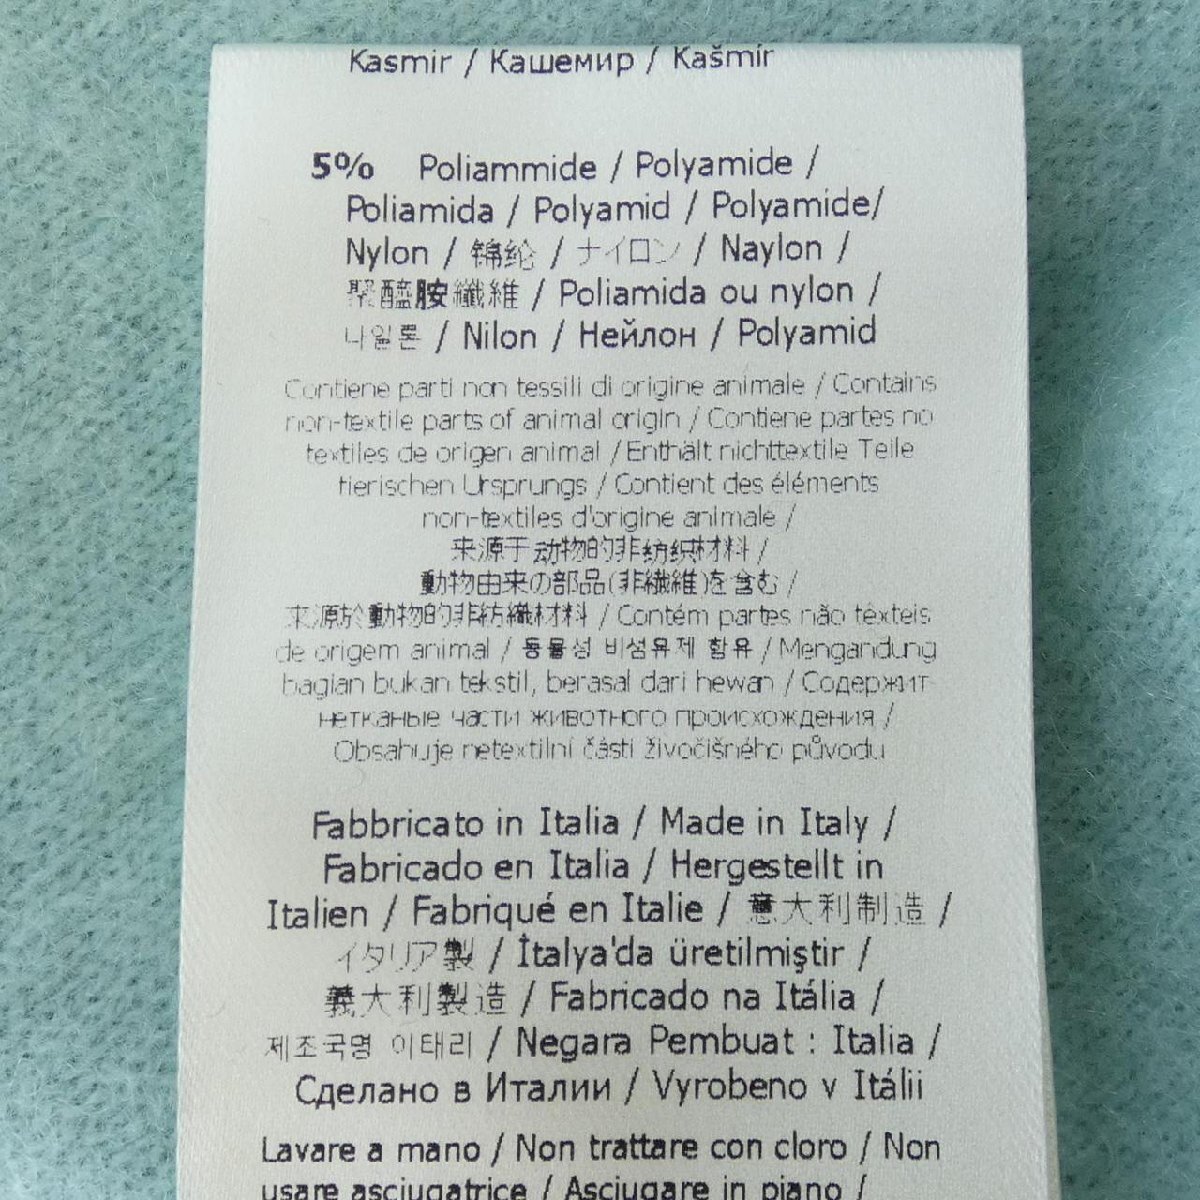 Kasmir / Кашемир / Kašmír
5% Poliammide / Polyamide /
Poliamida / Polyamid / Polyamide/
Nylon / 锦纶 / ナイロン / Naylon /
聚醯胺纖維 / Poliamida ou nylon /
나일론 / Nilon / Нейлон / Polyamid
Contiene parti non tessili di origine animale / Contains
non-textile parts of animal origin / Contiene partes no
textiles de origen animal / Enthält nichttextile Teile
tierischen Ursprungs / Contient des éléments
non-textiles d'origine animale /
来源于动物的非纺织材料 /
動物由来の部品(非繊維)を含む /
來源於動物的非紡織材料 / Contém partes não têxteis
de origem animal / 동물성 비섬유제 함유 / Mengandung
bagian bukan tekstil, berasal dari hewan / Содержит
нетканые части животного происхождения /
Obsahuje netextilní části živočišného původu
Fabbricato in Italia / Made in Italy /
Fabricado en Italia / Hergestellt in
Italien / Fabriqué en Italie / 意大利制造 /
イタリア製 / İtalya'da üretilmiştir /
義大利製造 / Fabricado na Itália /
제조국명 이태리 / Negara Pembuat : Italia /
Сделано в Италии / Vyrobeno v Itálii
Lavare a mano / Non trattare con cloro / Non
usare asciugatrice / Asciugare in piano /